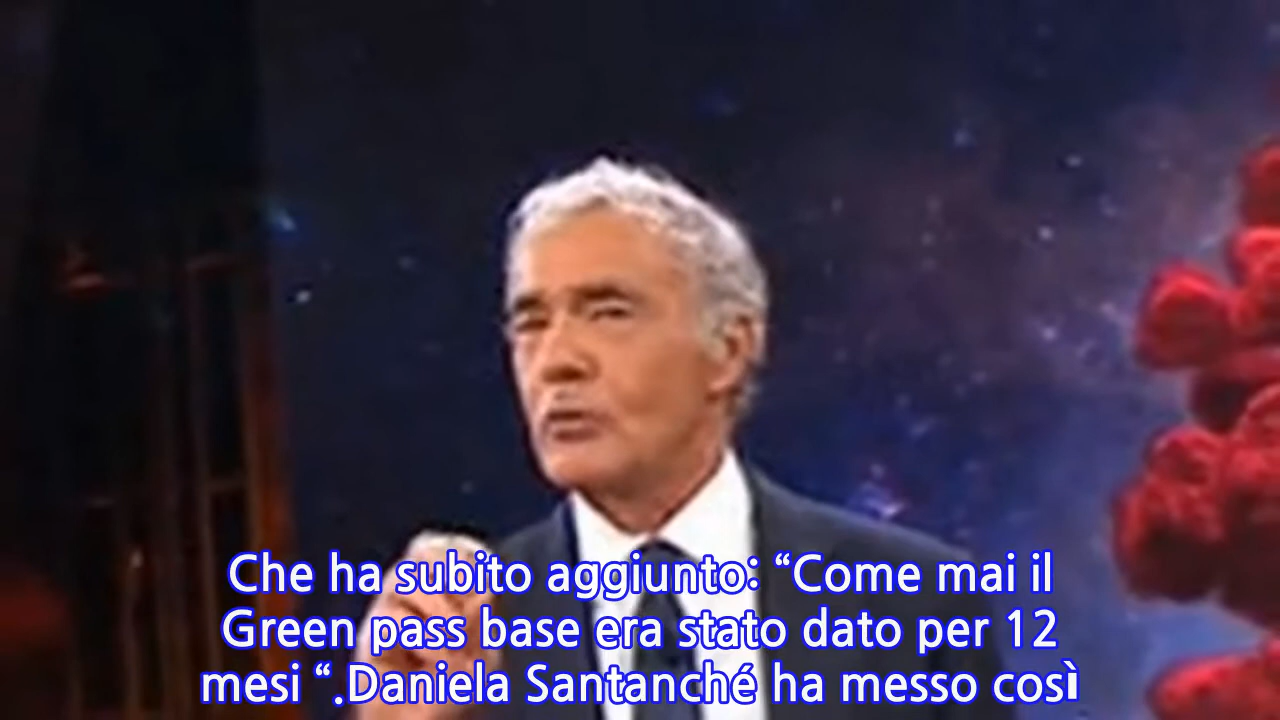 Che ha subito aggiunto: “Come mai il
Green pass base era stato dato per 12
mesi “.Daniela Santanché ha messo così